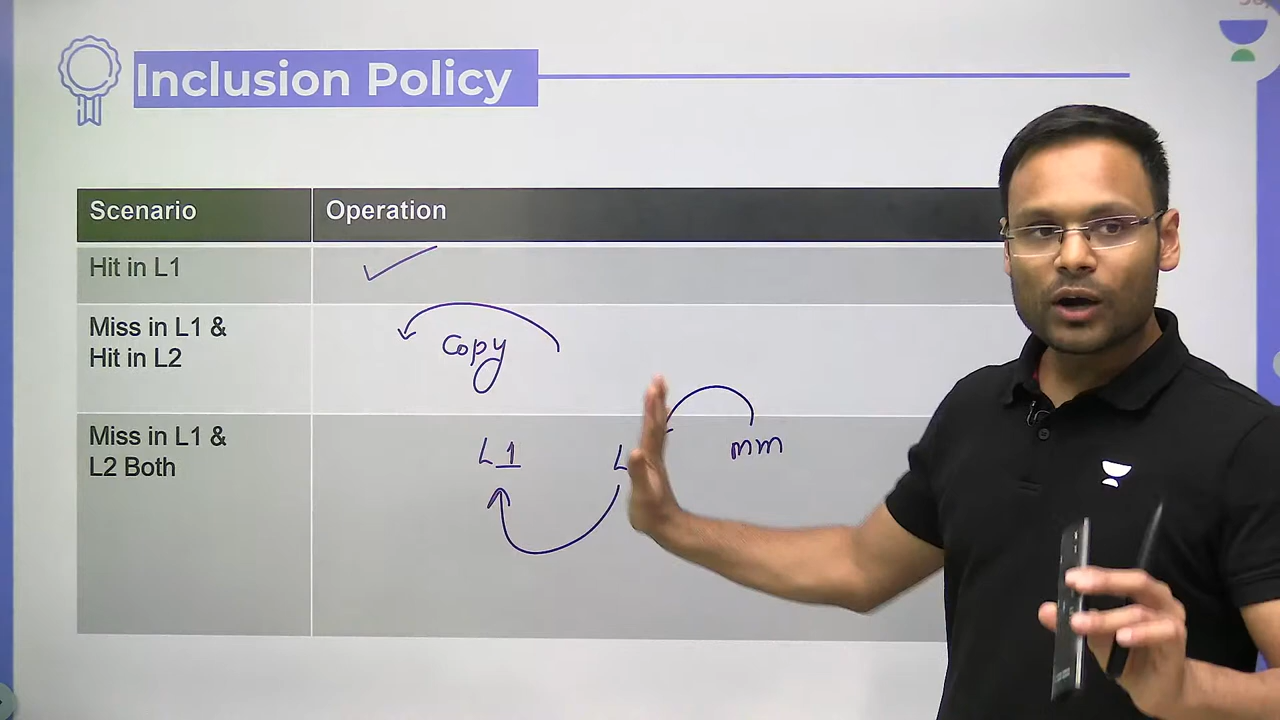 Inclusion Policy
Scenario
Operation
Hit in L1
Miss in L1 &
Hit in L2
Copy
Miss in L1 &
L2 Both
L1
L
mm